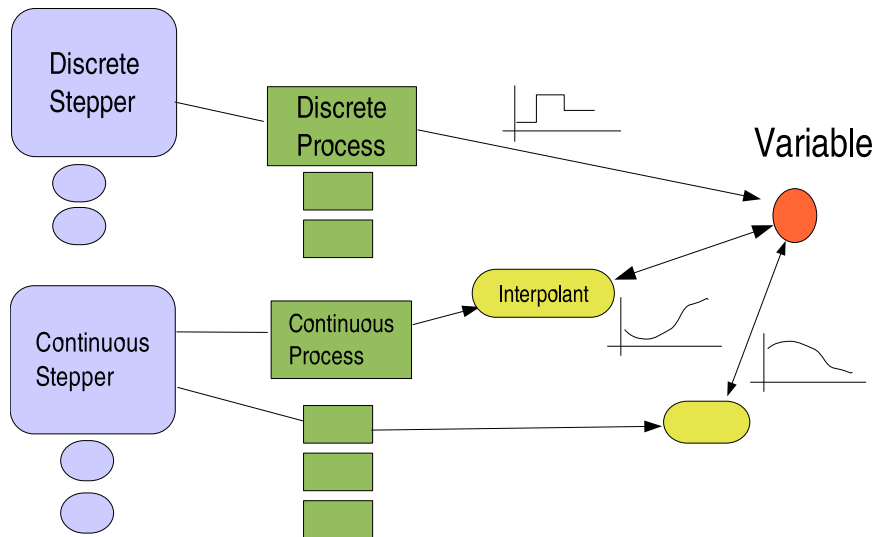 Discrete
Stepper
Discrete
Process
Variable
Interpolant
Continuous
Process
Continuous
Stepper